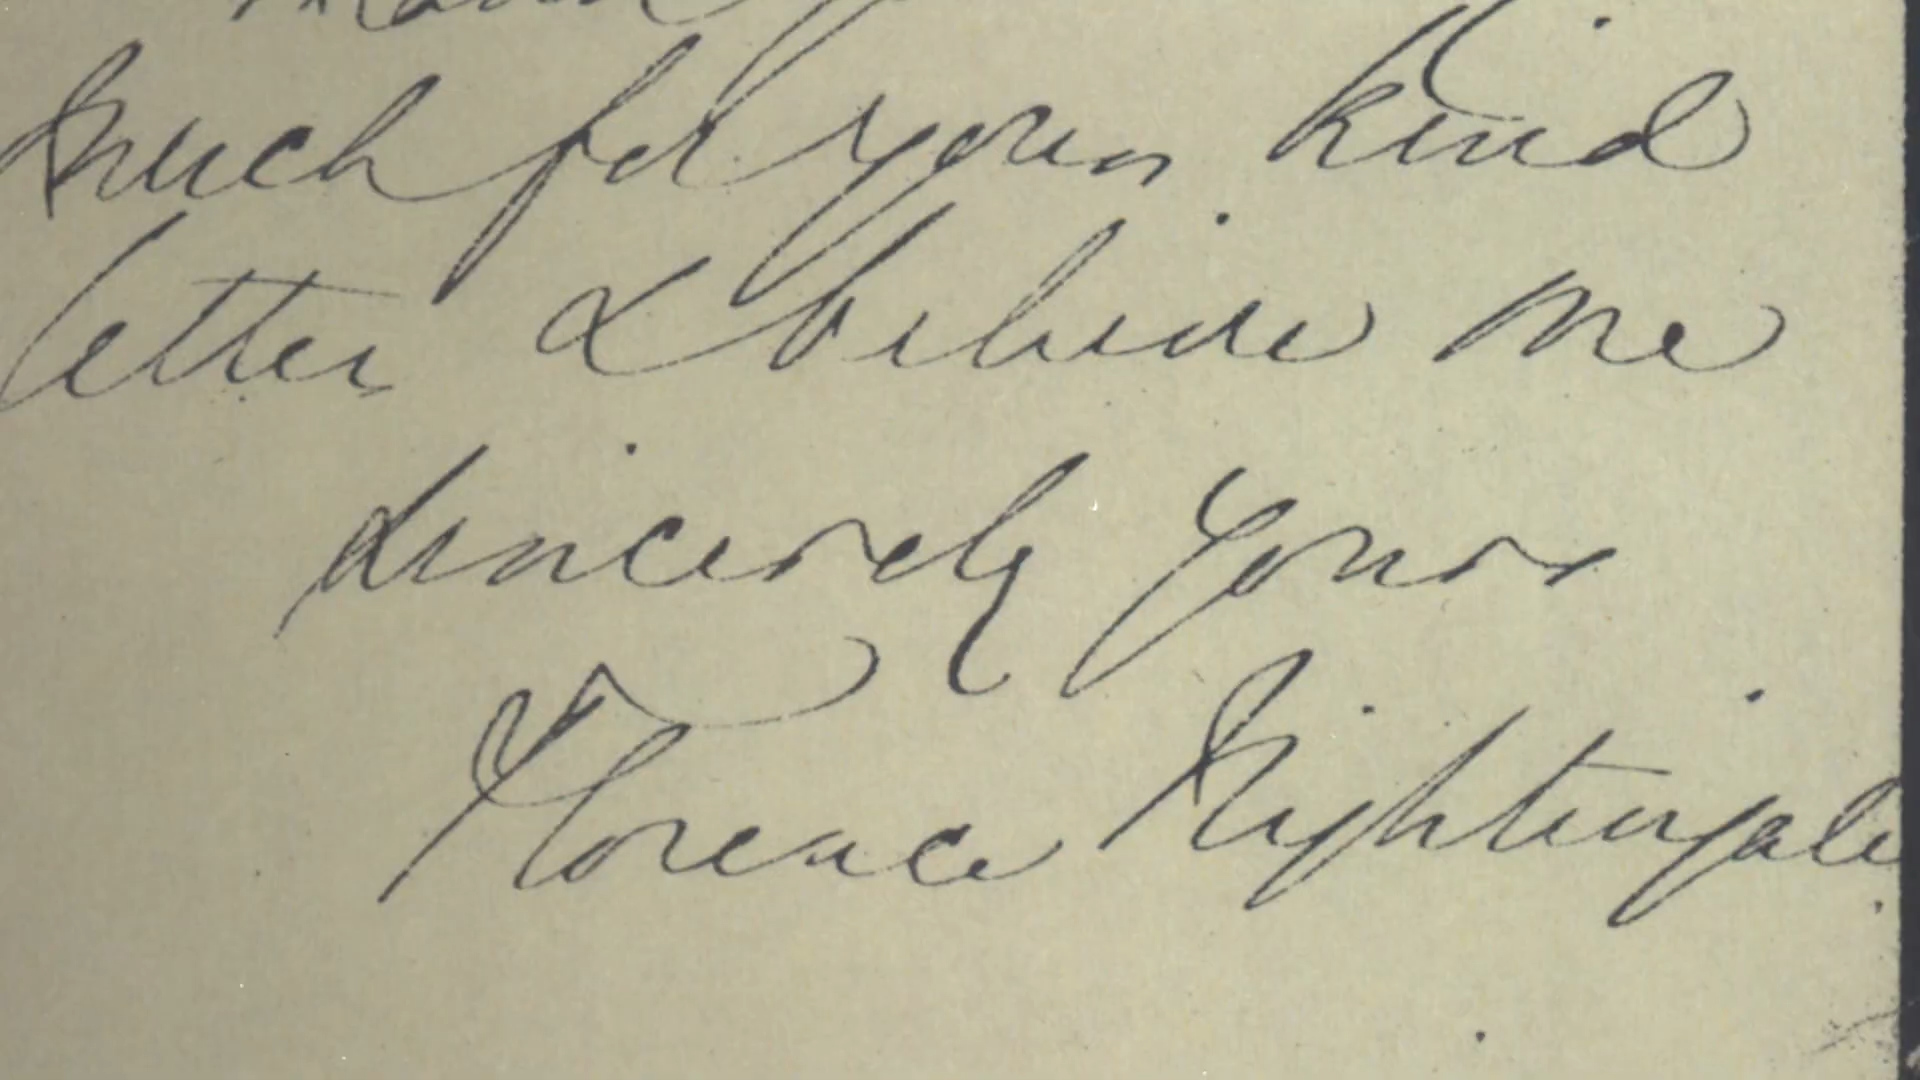 much for your kind
letter & believe me
sincerely yours
Florence Nightingale